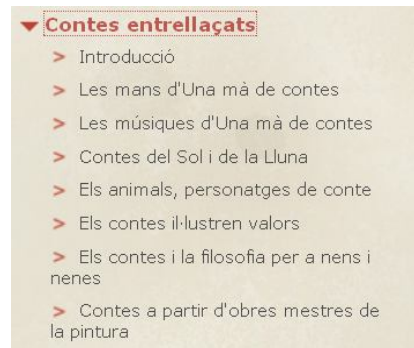 Contes entrellaçats
> Introducció
> Les mans d'Una mà de contes
> Les músiques d'Una mà de contes
> Contes del Sol i de la Lluna
> Els animals, personatges de conte
> Els contes il·lustren valors
> Els contes i la filosofia per a nens i
nenes
> Contes a partir d'obres mestres de
la pintura